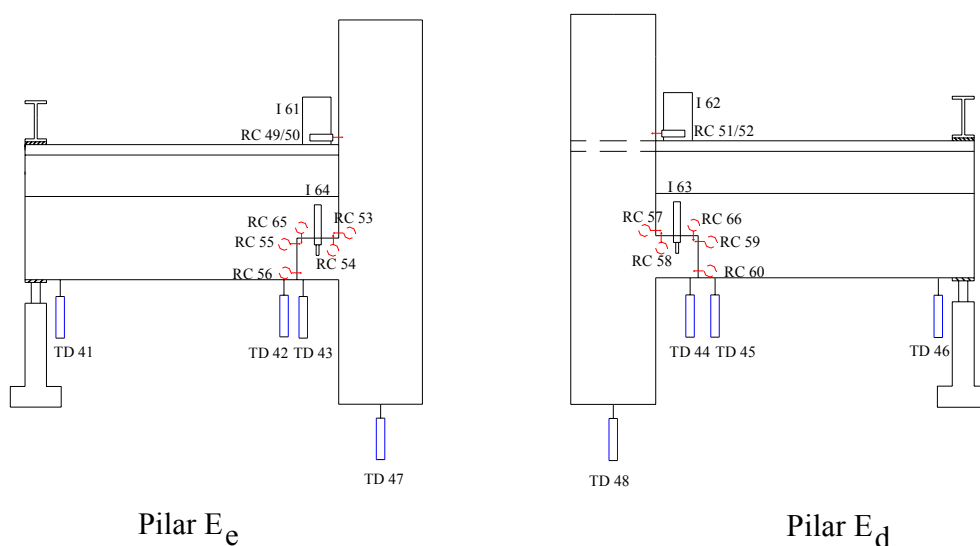 I 61
RC 49/50
I 64
RC 65
RC 53
RC 55
RC 54
RC 56
TD 41
TD 42
TD 43
TD 47
Pilar E_e
I 62
RC 51/52
I 63
RC 57
RC 66
RC 59
RC 58
RC 60
TD 44
TD 45
TD 46
TD 48
Pilar E_d